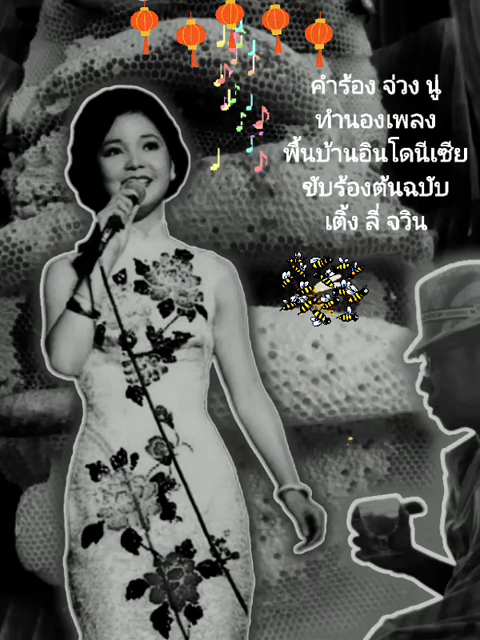 คำร้อง จ่วง นู๋
ทำนองเพลง
พื้นบ้านอินโดนีเซีย
ขับร้องต้นฉบับ
เติ้ง ลี่ จวิน